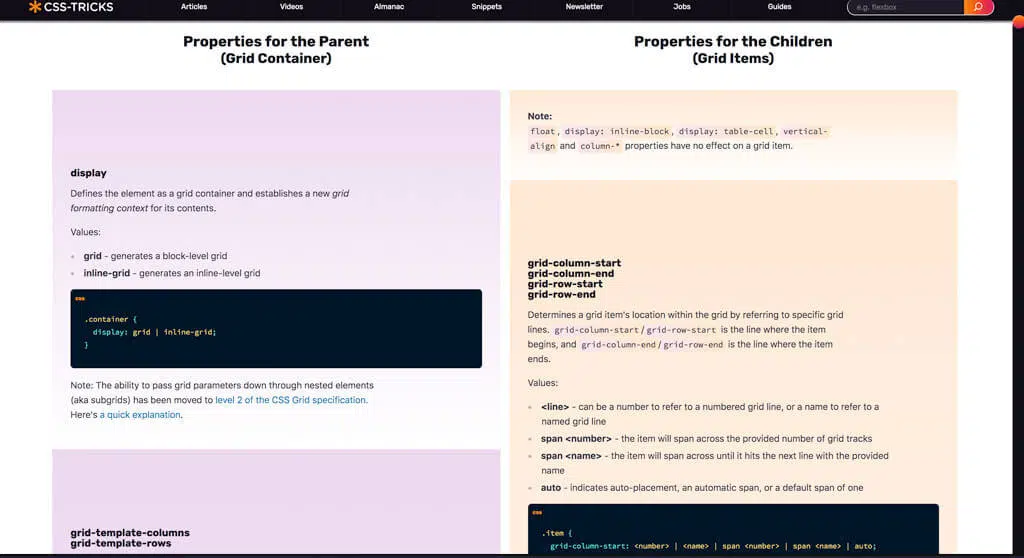 CSS-TRICKS
Articles
Videos
Almanac
Snippets
Newsletter
Jobs
Guides
e.g. flexbox
Properties for the Parent
(Grid Container)
display
Defines the element as a grid container and establishes a new grid
formatting context for its contents.
Values:
grid - generates a block-level grid
inline-grid - generates an inline-level grid
css
.container {
display: grid | inline-grid;
}
Note: The ability to pass grid parameters down through nested elements
(aka subgrids) has been moved to level 2 of the CSS Grid specification.
Here's a quick explanation.
grid-template-columns
grid-template-rows
Properties for the Children
(Grid Items)
Note:
float, display: inline-block, display: table-cell, vertical-
align and column-* properties have no effect on a grid item.
grid-column-start
grid-column-end
grid-row-start
grid-row-end
Determines a grid item's location within the grid by referring to specific grid
lines. grid-column-start/grid-row-start is the line where the item
begins, and grid-column-end/grid-row-end is the line where the item
ends.
Values:
<line> - can be a number to refer to a numbered grid line, or a name to refer to a
named grid line
span <number> - the item will span across the provided number of grid tracks
span <name> - the item will span across until it hits the next line with the provided
name
auto - indicates auto-placement, an automatic span, or a default span of one
css
.item {
grid-column-start: <number> | <name> | span <number> | span <name> | auto;